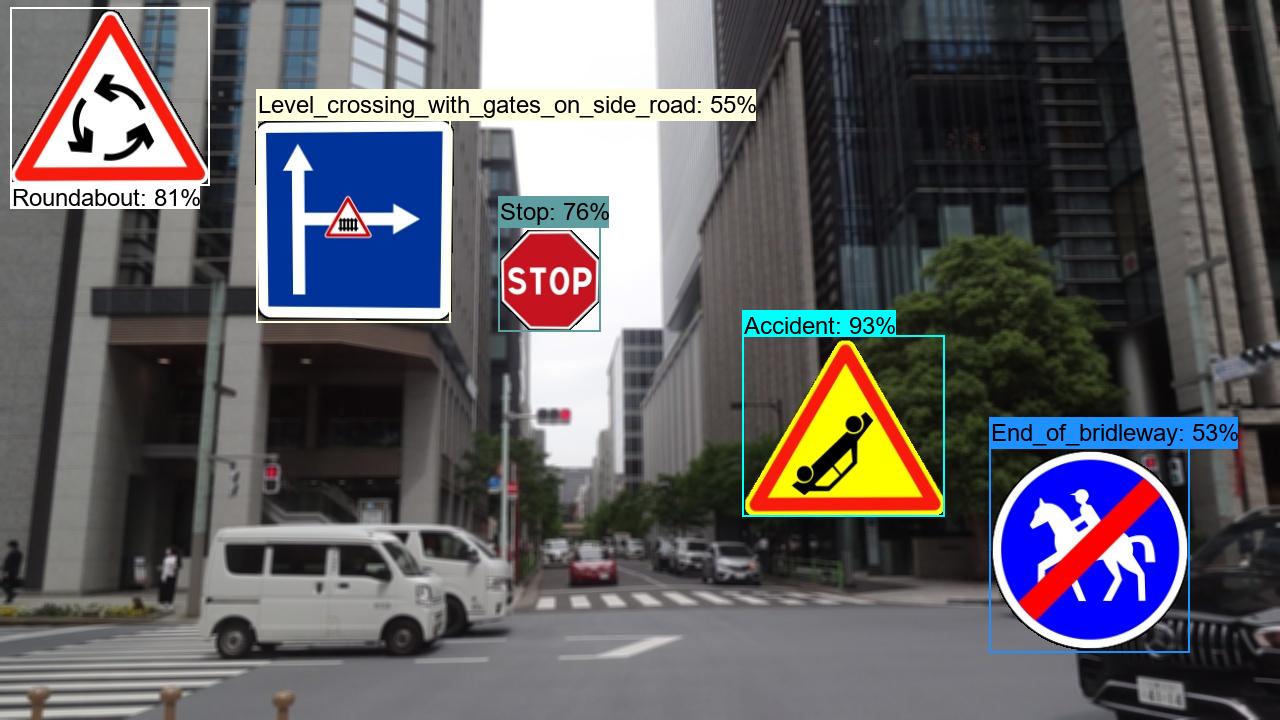 Level_crossing_with_gates_on_side_road: 55%
Roundabout: 81%
Stop: 76%
STOP
Accident: 93%
End_of_bridleway: 53%